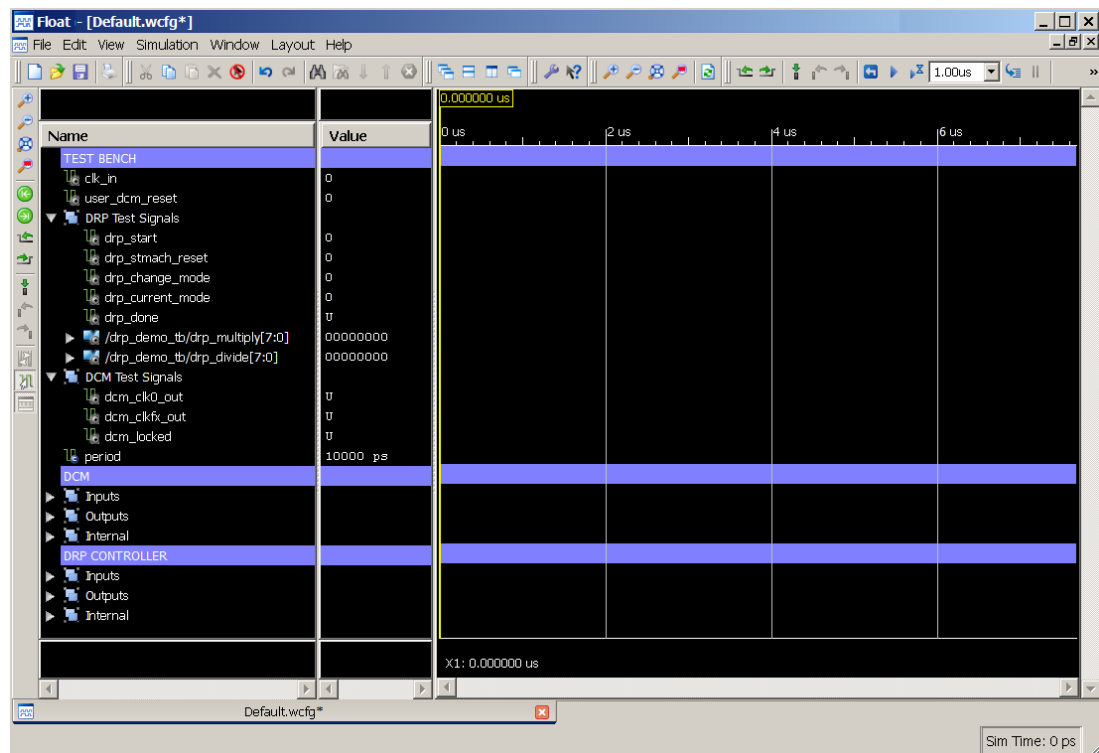 Float - [Default.wcfg*]
File Edit View Simulation Window Layout Help
1.00us
»
0.000000 us
Name Value 0 us 2 us 4 us 6 us
TEST BENCH
clk_in 0
user_dcm_reset 0
DRP Test Signals
drp_start 0
drp_stmach_reset 0
drp_change_mode 0
drp_current_mode 0
drp_done U
/drp_demo_tb/drp_multiply[7:0] 00000000
/drp_demo_tb/drp_divide[7:0] 00000000
DCM Test Signals
dcm_clk0_out U
dcm_clkfx_out U
dcm_locked U
period 10000 ps
DCM
Inputs
Outputs
Internal
DRP CONTROLLER
Inputs
Outputs
Internal
X1: 0.000000 us
Default.wcfg*
Sim Time: 0 ps